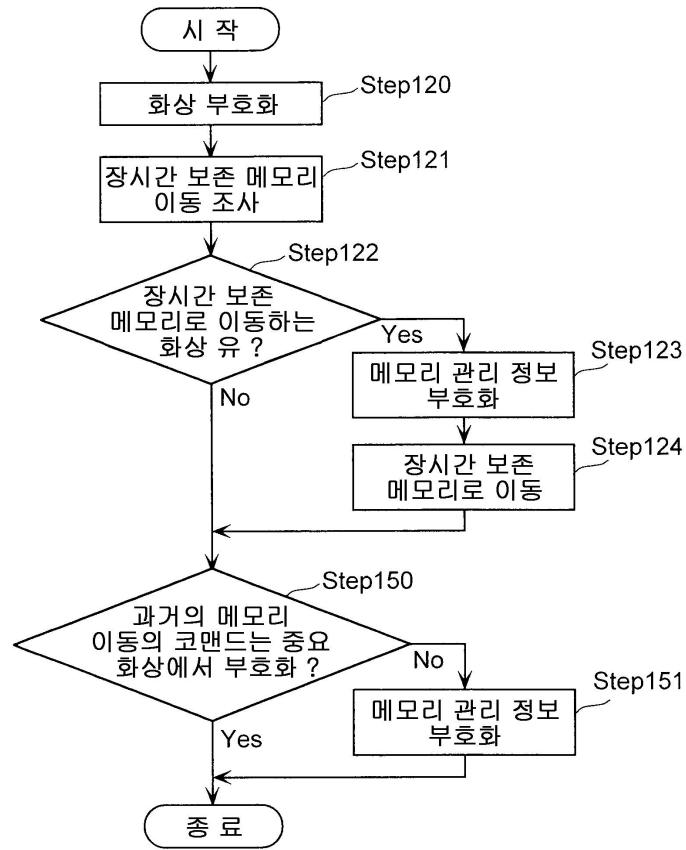 시 작
Step120
화상 부호화
Step121
장시간 보존 메모리
이동 조사
Step122
장시간 보존
메모리로 이동하는
화상 유 ?
Yes
No
Step123
메모리 관리 정보
부호화
Step124
장시간 보존
메모리로 이동
Step150
과거의 메모리
이동의 코맨드는 중요
화상에서 부호화 ?
No
Yes
Step151
메모리 관리 정보
부호화
종 료